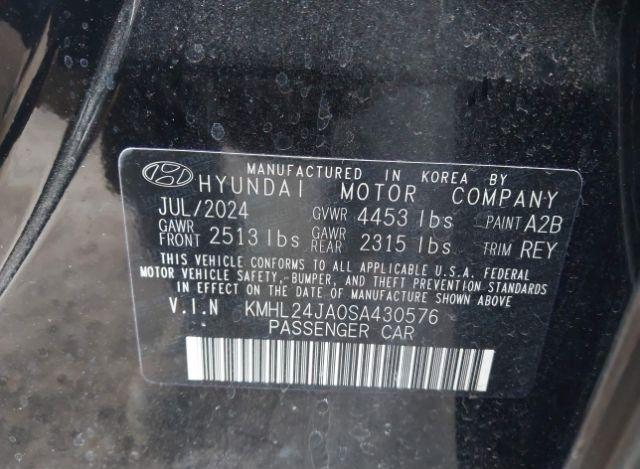 MANUFACTURED IN KOREA BY
HYUNDAI MOTOR COMPANY
JUL/2024 GVWR 4453 lbs PAINT A2B
GAWR FRONT 2513 lbs GAWR REAR 2315 lbs TRIM REY
THIS VEHICLE CONFORMS TO ALL APPLICABLE U.S.A. FEDERAL
MOTOR VEHICLE SAFETY, BUMPER, AND THEFT PREVENTION STANDARDS
IN EFFECT ON THE DATE OF MANUFACTURE SHOWN ABOVE
V.I.N KMHL24JA0SA430576
PASSENGER CAR